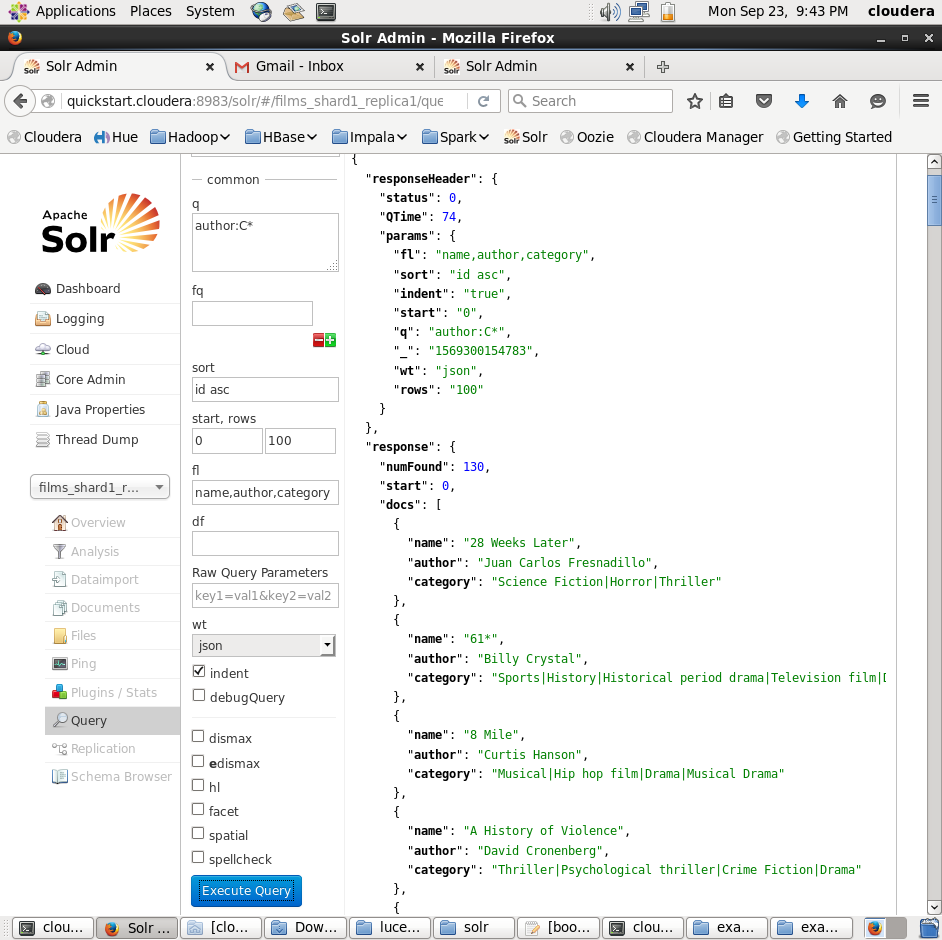 Applications Places System Mon Sep 23, 9:43 PM cloudera
Solr Admin - Mozilla Firefox
Solr Admin Gmail - Inbox Solr Admin
quickstart.cloudera:8983/solr/#/films_shard1_replica1/que Search
Cloudera Hue Hadoop HBase Impala Spark Solr Oozie Cloudera Manager Getting Started
Apache
Solr
Dashboard
Logging
Cloud
Core Admin
Java Properties
Thread Dump
films_shard1_r...
Overview
Analysis
Dataimport
Documents
Files
Ping
Plugins / Stats
Query
Replication
Schema Browser
common
q
author:C*
fq
sort
id asc
start, rows
0 100
fl
name,author,category
df
Raw Query Parameters
key1=val1&key2=val2
wt
json
indent
debugQuery
dismax
edismax
hl
facet
spatial
spellcheck
Execute Query
{
"responseHeader": {
"status": 0,
"QTime": 74,
"params": {
"fl": "name,author,category",
"sort": "id asc",
"indent": "true",
"start": "0",
"q": "author:C*",
"_": "1569300154783",
"wt": "json",
"rows": "100"
}
},
"response": {
"numFound": 130,
"start": 0,
"docs": [
{
"name": "28 Weeks Later",
"author": "Juan Carlos Fresnadillo",
"category": "Science Fiction|Horror|Thriller"
},
{
"name": "61*",
"author": "Billy Crystal",
"category": "Sports|History|Historical period drama|Television film|
},
{
"name": "8 Mile",
"author": "Curtis Hanson",
"category": "Musical|Hip hop film|Drama|Musical Drama"
},
{
"name": "A History of Violence",
"author": "David Cronenberg",
"category": "Thriller|Psychological thriller|Crime Fiction|Drama"
},
{
clou... Solr ... [clo... Dow... luce... solr [boo... clou... exa... exa...